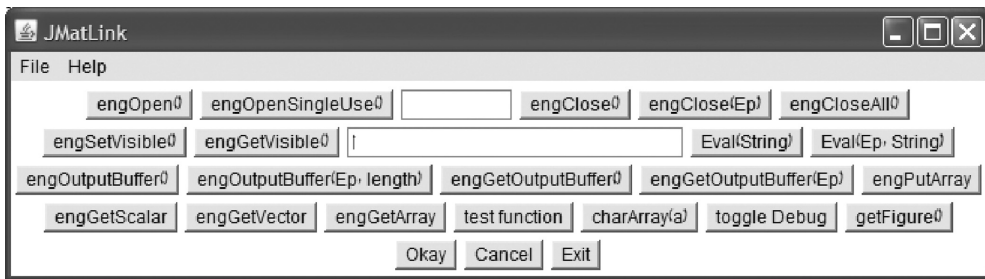 JMatLink
File Help
engOpen() engOpenSingleUse() engClose() engClose(Ep) engCloseAll()
engSetVisible() engGetVisible() Eval(String) Eval(Ep, String)
engOutputBuffer() engOutputBuffer(Ep, length) engGetOutputBuffer() engGetOutputBuffer(Ep) engPutArray
engGetScalar engGetVector engGetArray test function charArray(a) toggle Debug getFigure()
Okay Cancel Exit